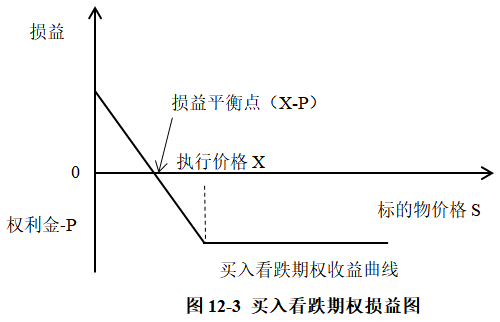 损益
损益平衡点（X-P）
执行价格 X
0
标的物价格 S
权利金-P
买入看跌期权收益曲线
图 12-3 买入看跌期权损益图